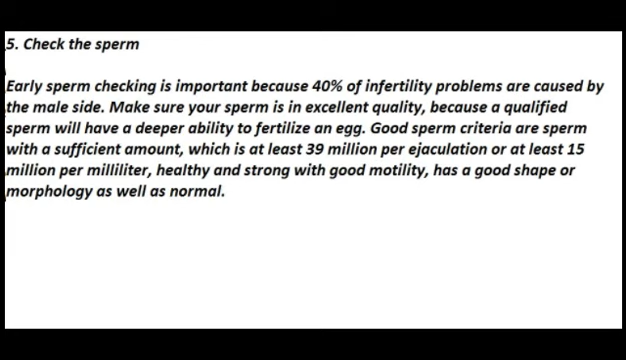 5. Check the sperm
Early sperm checking is important because 40% of infertility problems are caused by
the male side. Make sure your sperm is in excellent quality, because a qualified
sperm will have a deeper ability to fertilize an egg. Good sperm criteria are sperm
with a sufficient amount, which is at least 39 million per ejaculation or at least 15
million per milliliter, healthy and strong with good motility, has a good shape or
morphology as well as normal.